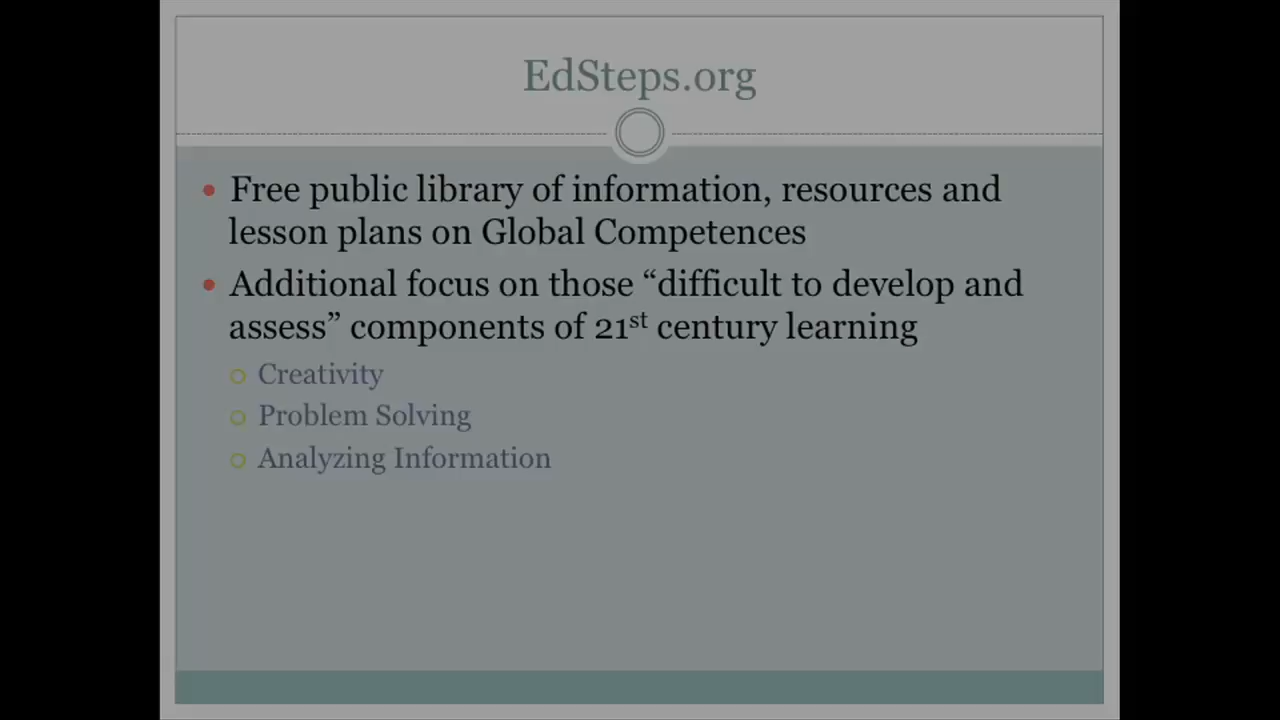 EdSteps.org
• Free public library of information, resources and
lesson plans on Global Competences
• Additional focus on those “difficult to develop and
assess” components of 21st century learning
○ Creativity
○ Problem Solving
○ Analyzing Information